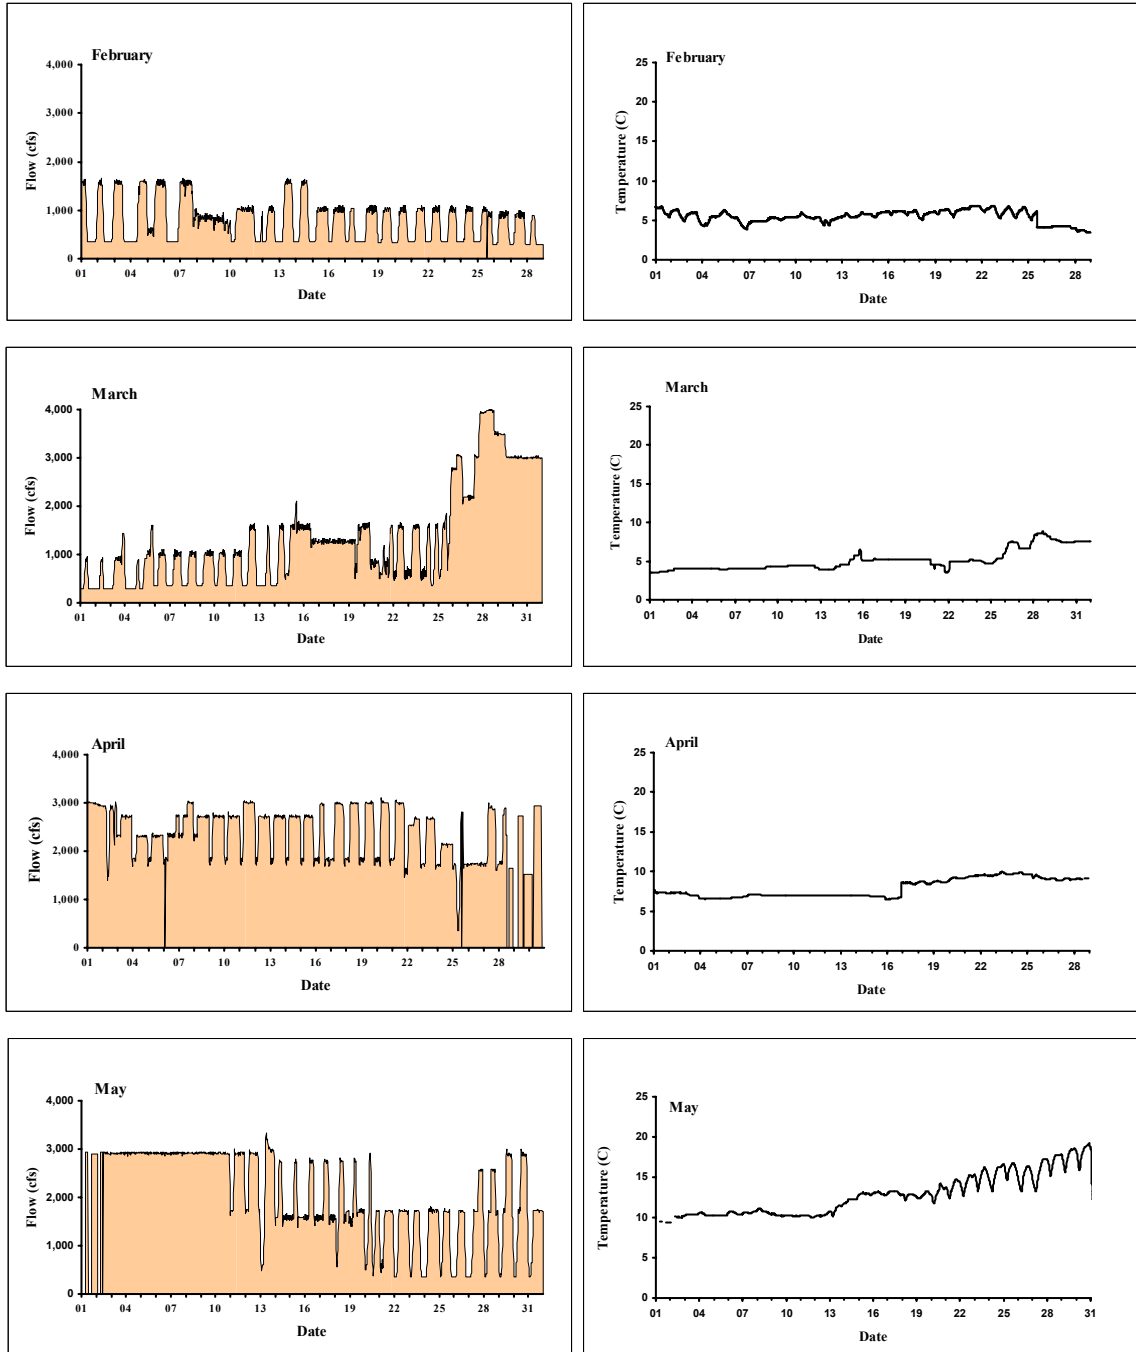 February
4,000
3,000
2,000
1,000
0
Flow (cfs)
01 04 07 10 13 16 19 22 25 28
Date
February
25
20
15
10
5
0
Temperature (C)
01 04 07 10 13 16 19 22 25 28
Date
March
4,000
3,000
2,000
1,000
0
Flow (cfs)
01 04 07 10 13 16 19 22 25 28 31
Date
March
25
20
15
10
5
0
Temperature (C)
01 04 07 10 13 16 19 22 25 28 31
Date
April
4,000
3,000
2,000
1,000
0
Flow (cfs)
01 04 07 10 13 16 19 22 25 28
Date
April
25
20
15
10
5
0
Temperature (C)
01 04 07 10 13 16 19 22 25 28
Date
May
4,000
3,000
2,000
1,000
0
Flow (cfs)
01 04 07 10 13 16 19 22 25 28 31
Date
May
25
20
15
10
5
0
Temperature (C)
01 04 07 10 13 16 19 22 25 28 31
Date